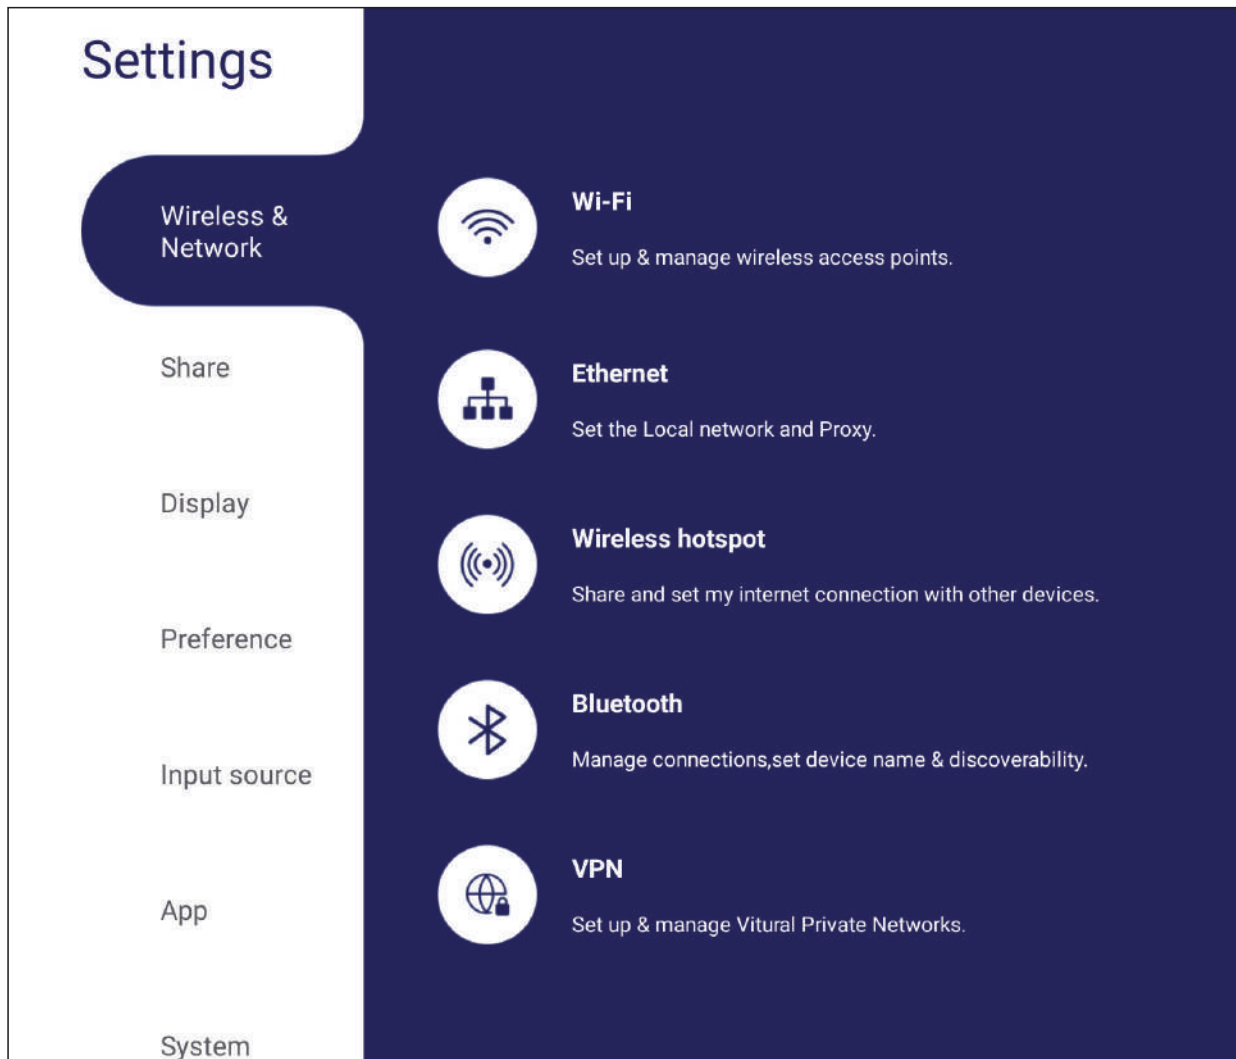 Settings
Wireless &
Network
Share
Display
Preference
Input source
App
System
Wi-Fi
Set up & manage wireless access points.
Ethernet
Set the Local network and Proxy.
Wireless hotspot
Share and set my internet connection with other devices.
Bluetooth
Manage connections,set device name & discoverability.
VPN
Set up & manage Vitural Private Networks.